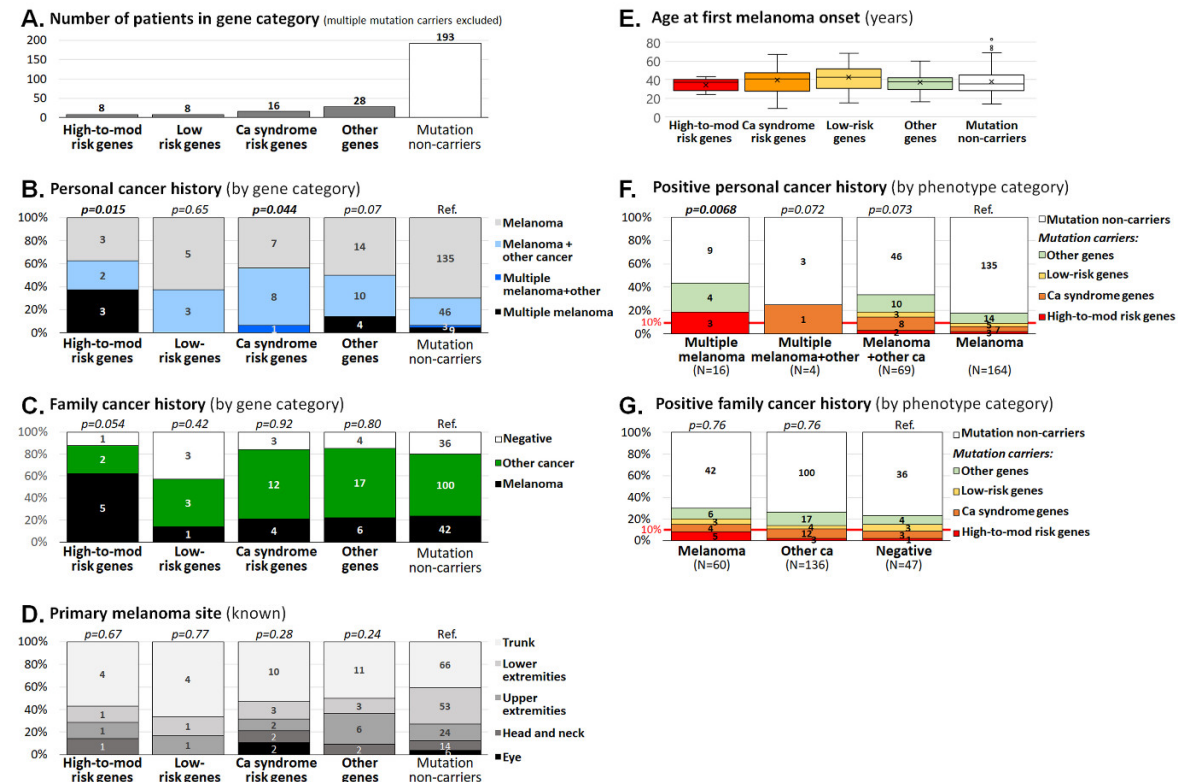 A. Number of patients in gene category (multiple mutation carriers excluded)
200
150
100
50
0
8
8
16
28
193
High-to-mod risk genes
Low risk genes
Ca syndrome risk genes
Other genes
Mutation non-carriers
B. Personal cancer history (by gene category)
p=0.015
p=0.65
p=0.044
p=0.07
Ref.
100%
80%
60%
40%
20%
0%
3
2
3
5
3
7
8
1
14
10
4
135
46
3
9
Melanoma
Melanoma + other cancer
Multiple melanoma+other
Multiple melanoma
High-to-mod risk genes
Low-risk genes
Ca syndrome risk genes
Other genes
Mutation non-carriers
C. Family cancer history (by gene category)
p=0.054
p=0.42
p=0.92
p=0.80
Ref.
100%
80%
60%
40%
20%
0%
1
2
5
3
3
1
3
12
4
4
17
6
36
100
42
Negative
Other cancer
Melanoma
High-to-mod risk genes
Low-risk genes
Ca syndrome risk genes
Other genes
Mutation non-carriers
D. Primary melanoma site (known)
p=0.67
p=0.77
p=0.28
p=0.24
Ref.
100%
80%
60%
40%
20%
0%
4
1
1
1
4
1
1
10
3
2
2
2
11
3
6
2
66
53
24
14
Trunk
Lower extremities
Upper extremities
Head and neck
Eye
High-to-mod risk genes
Low-risk genes
Ca syndrome risk genes
Other genes
Mutation non-carriers
E. Age at first melanoma onset (years)
80
60
40
20
0
High-to-mod risk genes
Ca syndrome risk genes
Low-risk genes
Other genes
Mutation non-carriers
F. Positive personal cancer history (by phenotype category)
p=0.0068
p=0.072
p=0.073
Ref.
100%
80%
60%
40%
20%
10%
0%
9
4
3
3
1
46
10
3
8
2
135
14
5
7
3
Mutation non-carriers
Mutation carriers:
Other genes
Low-risk genes
Ca syndrome genes
High-to-mod risk genes
Multiple melanoma (N=16)
Multiple melanoma+other (N=4)
Melanoma +other ca (N=69)
Melanoma (N=164)
G. Positive family cancer history (by phenotype category)
p=0.76
p=0.76
Ref.
100%
80%
60%
40%
20%
10%
0%
42
6
3
4
5
100
17
4
12
3
36
4
3
3
1
Mutation non-carriers
Mutation carriers:
Other genes
Low-risk genes
Ca syndrome genes
High-to-mod risk genes
Melanoma (N=60)
Other ca (N=136)
Negative (N=47)